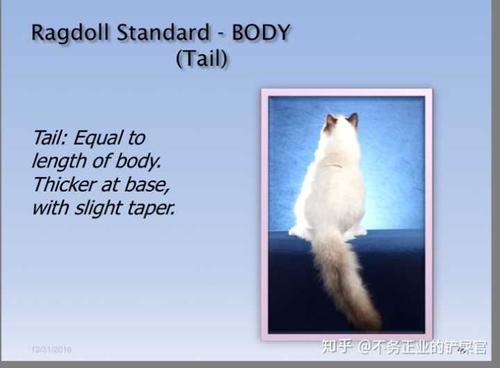 Ragdoll Standard - BODY
(Tail)
Tail: Equal to
length of body.
Thicker at base,
with slight taper.
12/31/2016
知乎 @不务正业的铲屎官